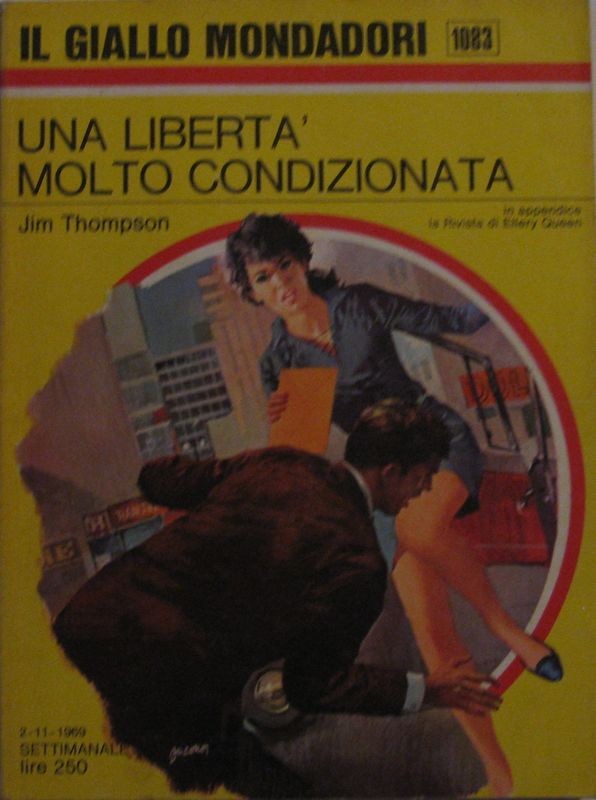 IL GIALLO MONDADORI 1083
UNA LIBERTA'
MOLTO CONDIZIONATA
Jim Thompson
in appendice
la Rivista di Ellery Queen
2-11-1969
SETTIMANALE
lire 250